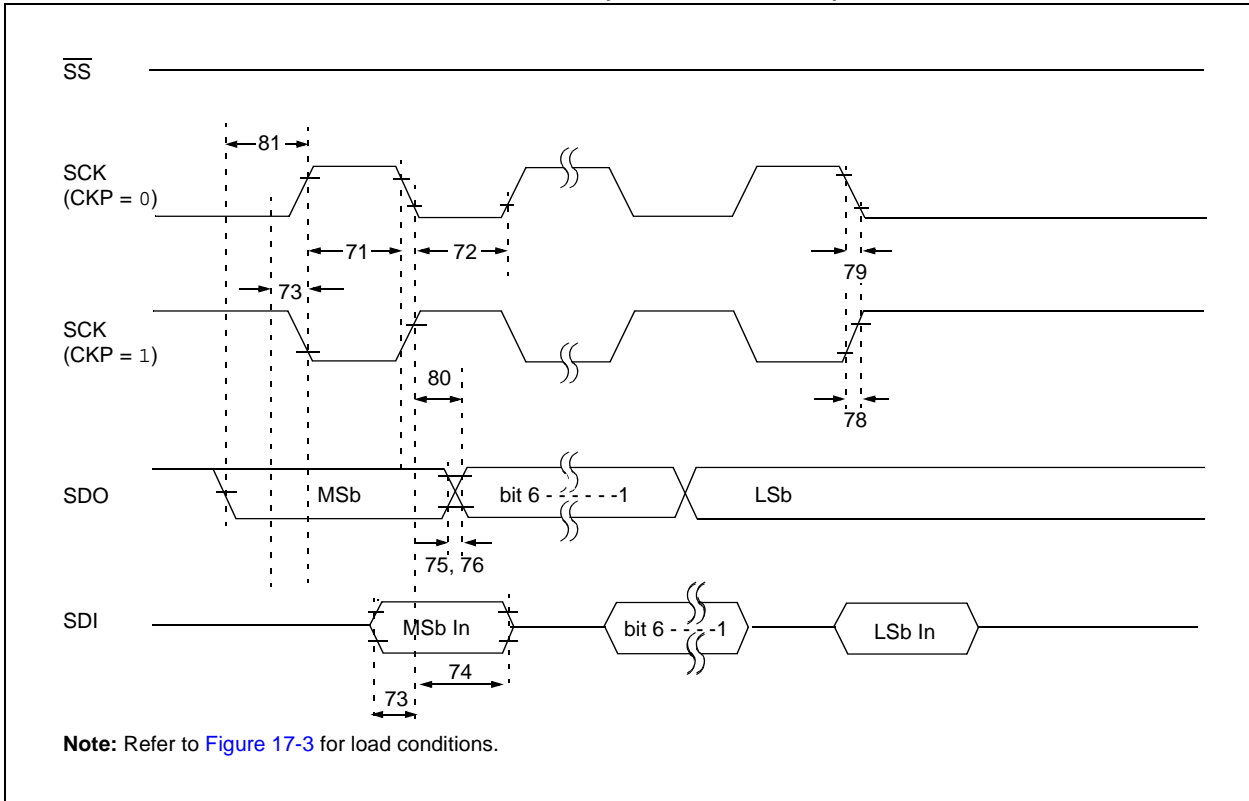 SS
81
SCK
(CKP = 0)
71
72
79
73
SCK
(CKP = 1)
80
78
SDO
MSb
bit 6 - - - - - -1
LSb
75, 76
SDI
MSb In
bit 6 - - - -1
LSb In
74
73
Note: Refer to Figure 17-3 for load conditions.